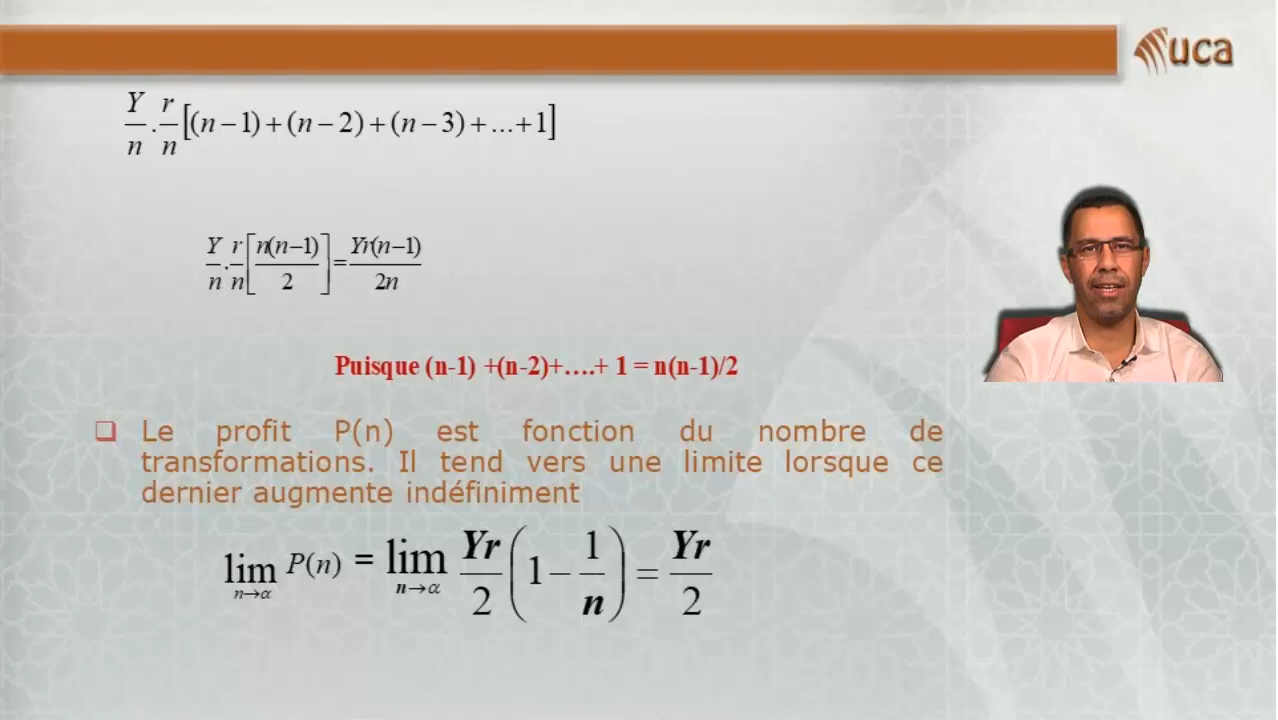 uca
Y/n . r/n [(n−1)+(n−2)+(n−3)+...+1]
Y/n . r/n [n(n−1)/2] = Yr(n−1)/2n
Puisque (n-1) +(n-2)+….+ 1 = n(n-1)/2
❑ Le profit P(n) est fonction du nombre de
transformations. Il tend vers une limite lorsque ce
dernier augmente indéfiniment
lim n→α P(n) = lim n→α Yr/2 (1 − 1/n) = Yr/2